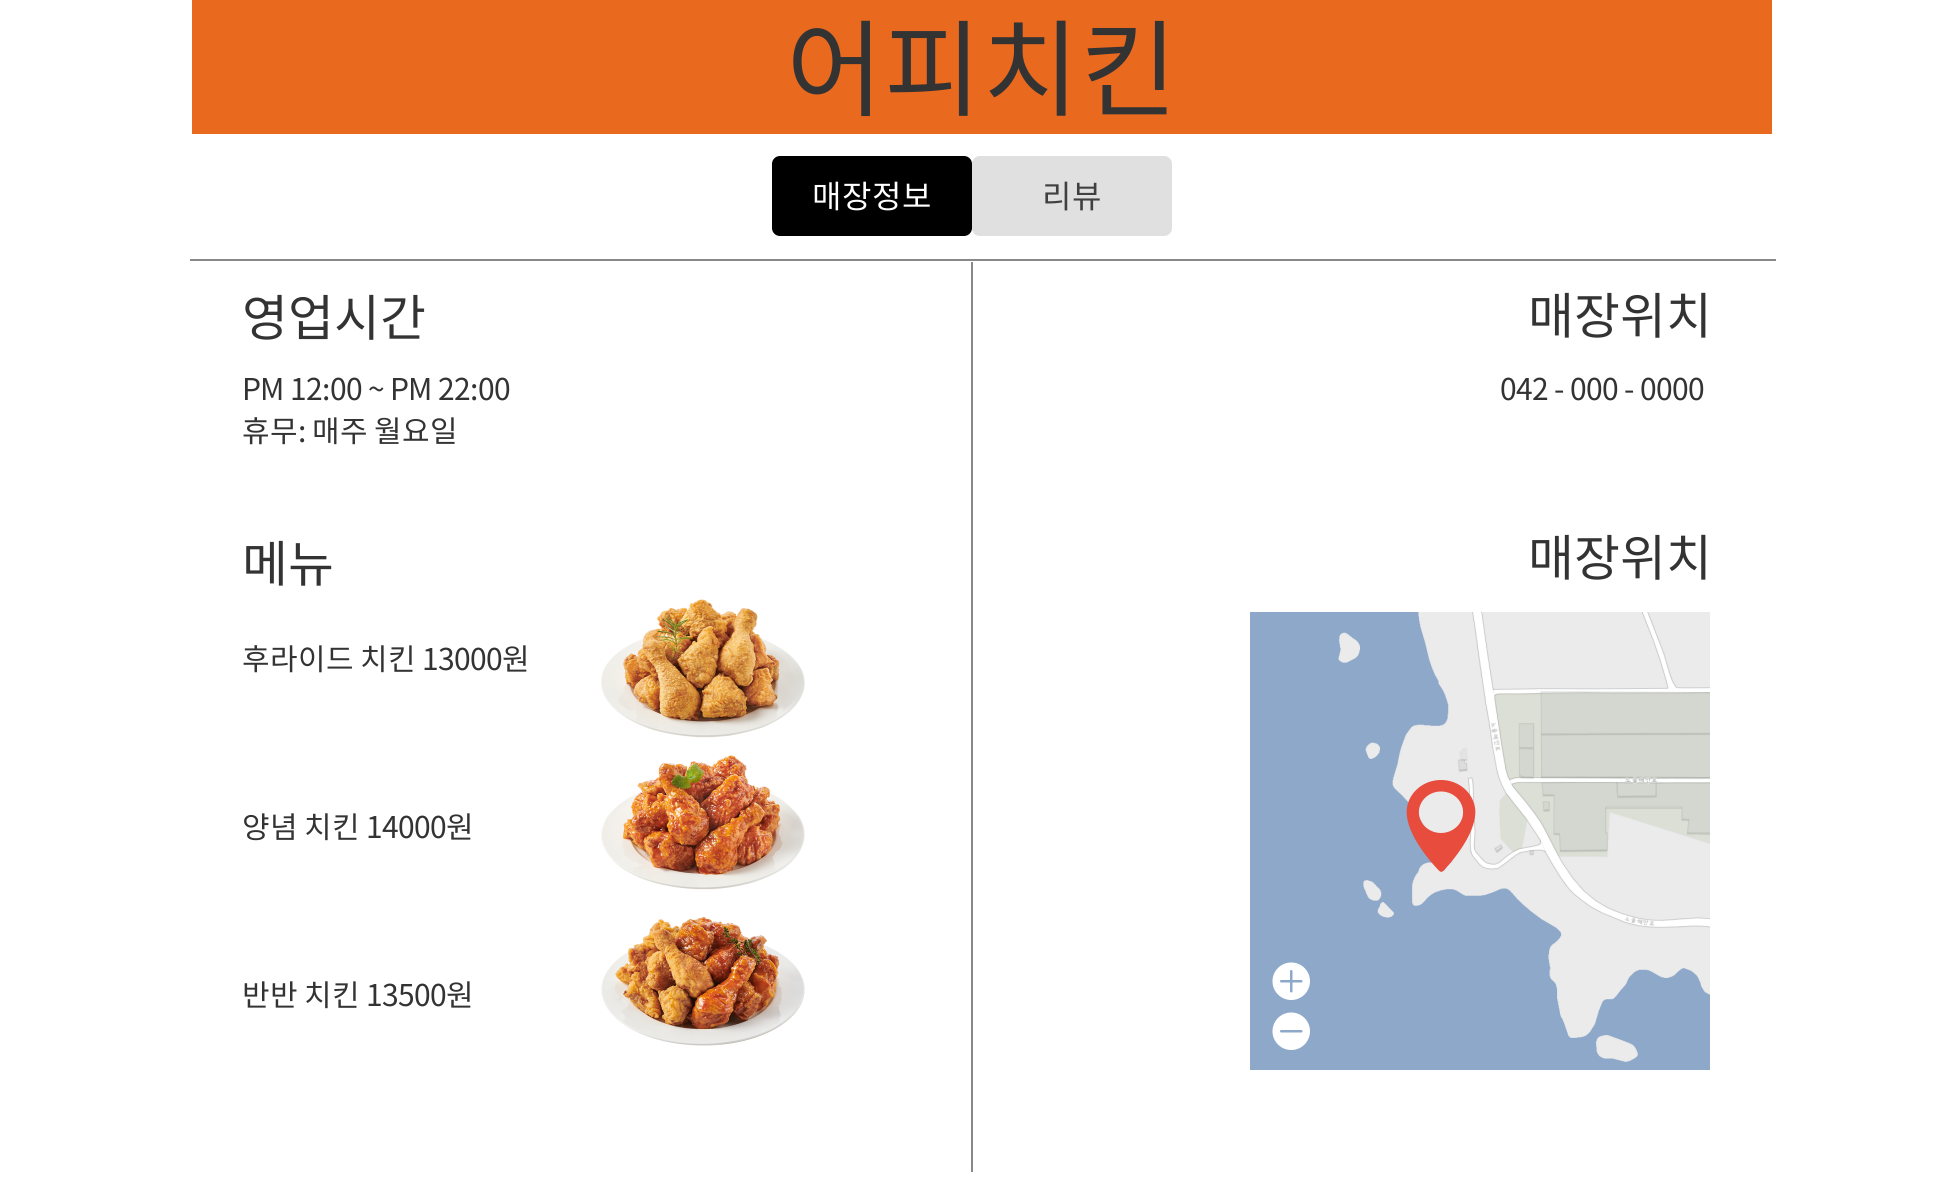 어피치킨
매장정보
리뷰
영업시간
PM 12:00 ~ PM 22:00
휴무: 매주 월요일
메뉴
후라이드 치킨 13000원
양념 치킨 14000원
반반 치킨 13500원
매장위치
042 - 000 - 0000
매장위치